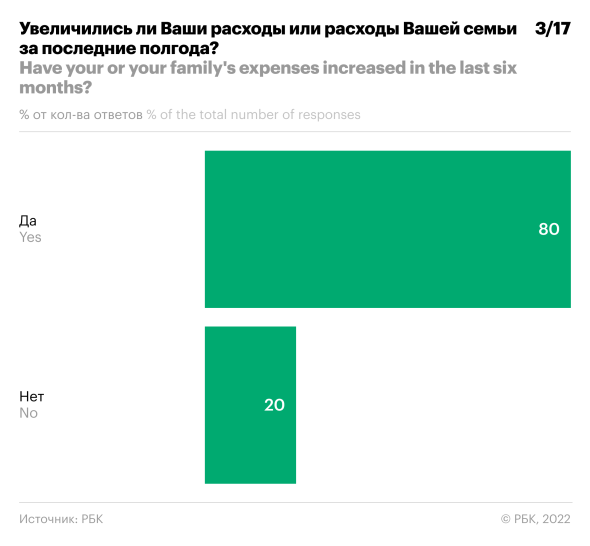 Увеличились ли Ваши расходы или расходы Вашей семьи 3/17
за последние полгода?
Have your or your family's expenses increased in the last six
months?
% от кол-ва ответов % of the total number of responses
Да
Yes
80
Нет
No
20
Источник: РБК © РБК, 2022